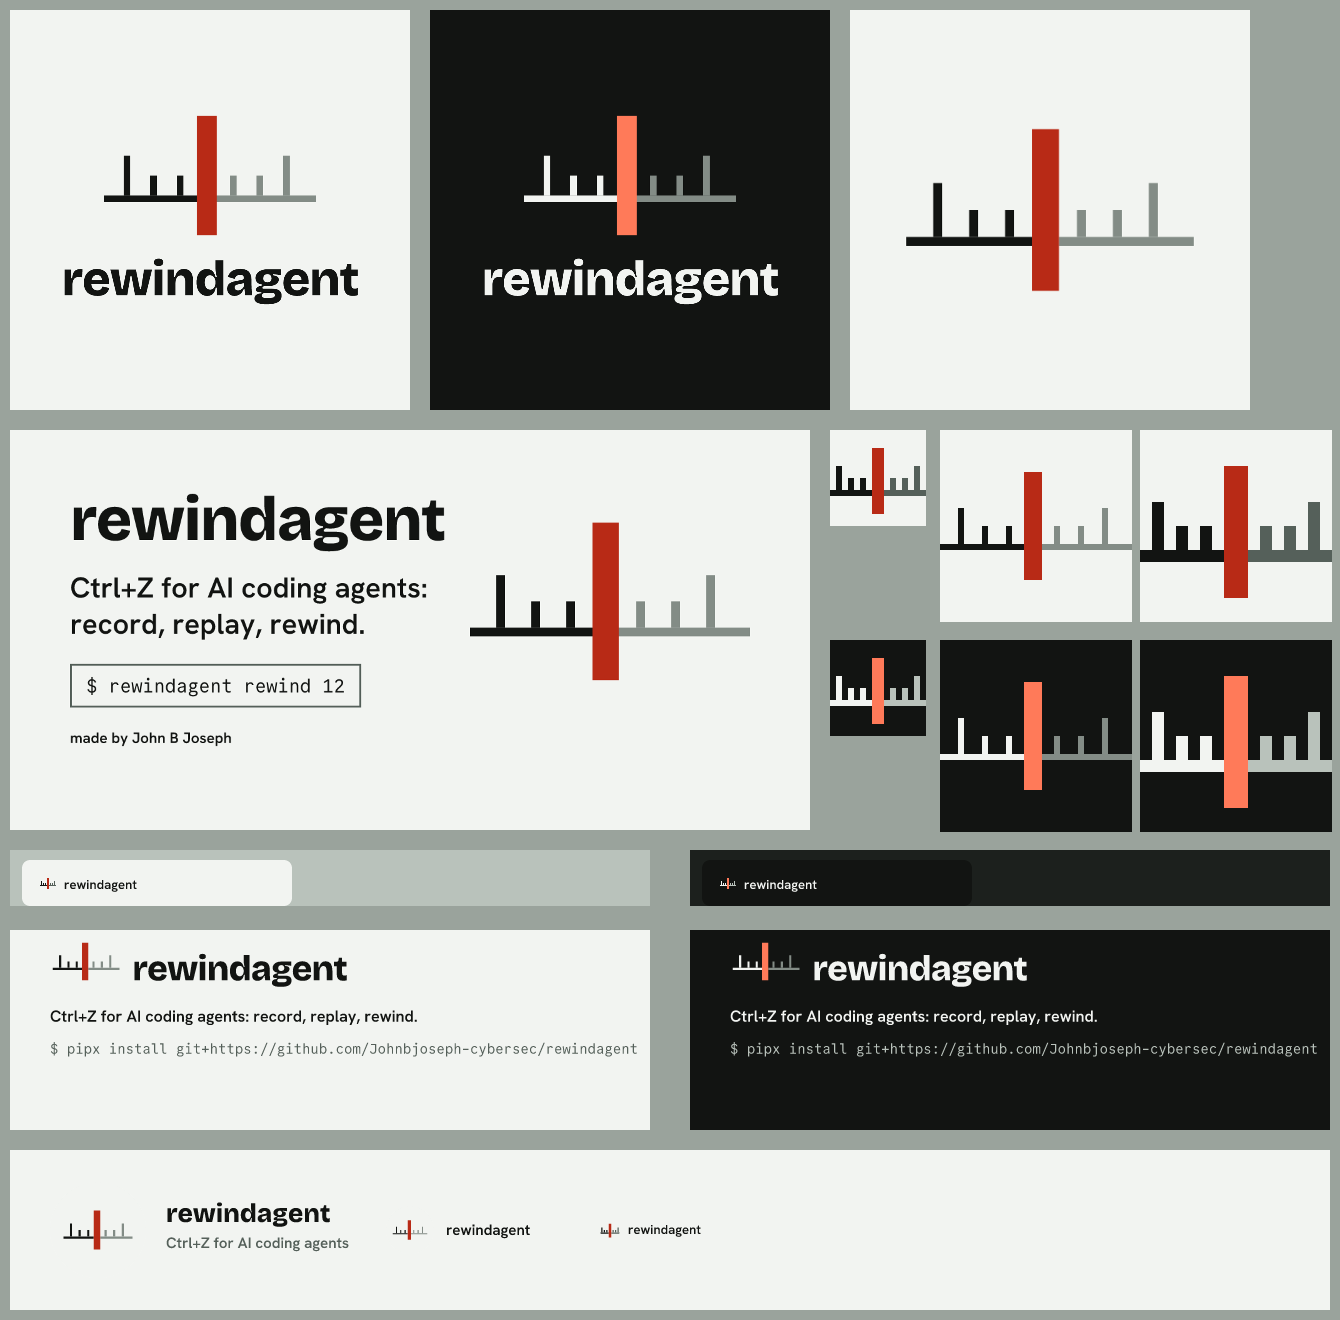 rewindagent
rewindagent
rewindagent
Ctrl+Z for AI coding agents:
record, replay, rewind.
$ rewindagent rewind 12
made by John B Joseph
rewindagent
rewindagent
rewindagent
Ctrl+Z for AI coding agents: record, replay, rewind.
$ pipx install git+https://github.com/Johnbjoseph-cybersec/rewindagent
rewindagent
Ctrl+Z for AI coding agents: record, replay, rewind.
$ pipx install git+https://github.com/Johnbjoseph-cybersec/rewindagent
rewindagent
Ctrl+Z for AI coding agents
rewindagent
rewindagent